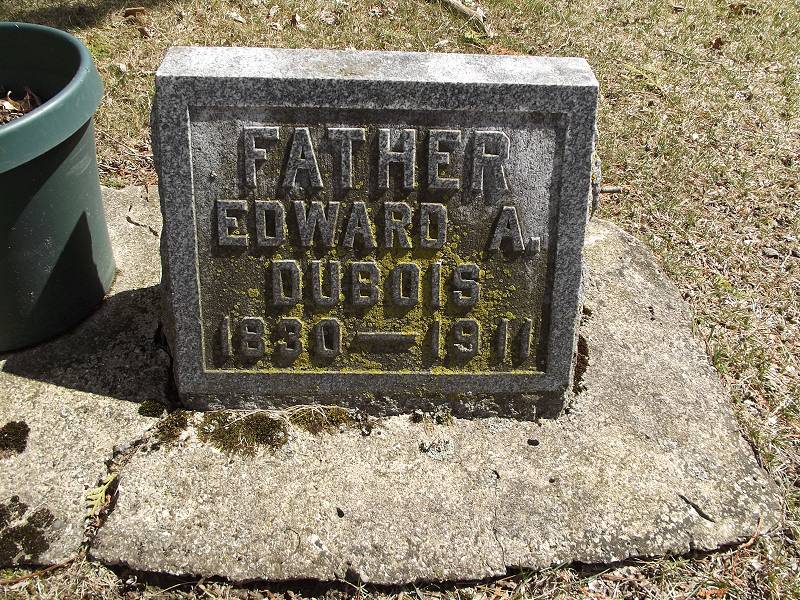 FATHER
EDWARD A.
DUBOIS
1830 — 1911